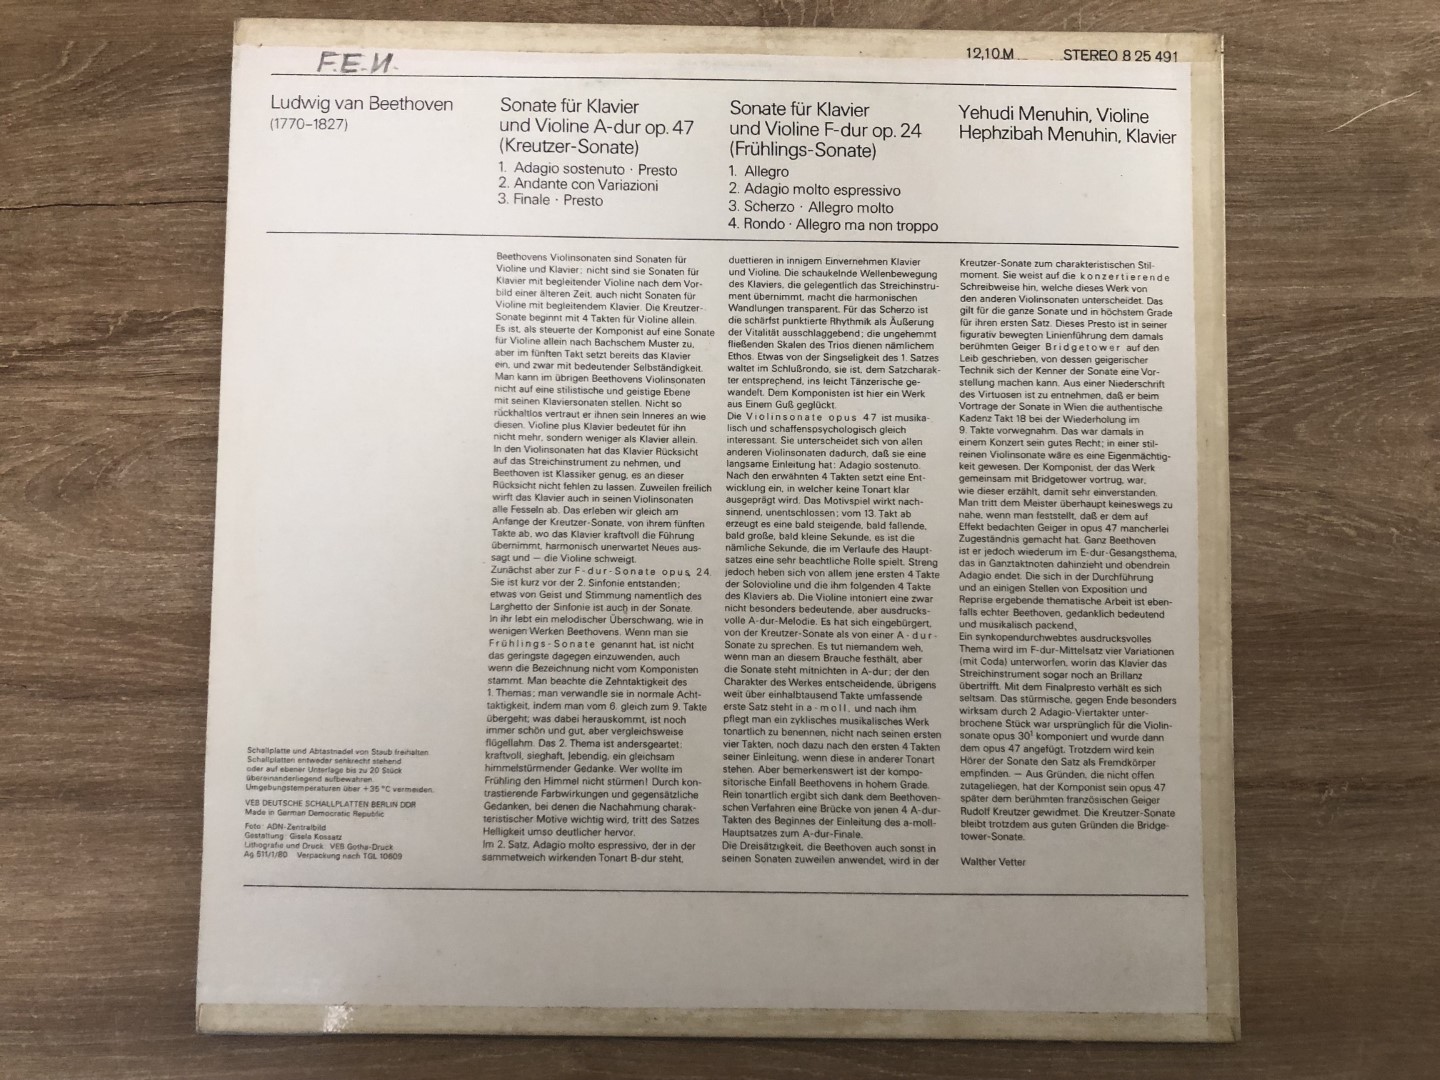 F.E.N.
12,10 M STEREO 8 25 491
Ludwig van Beethoven
(1770–1827)
Sonate für Klavier
und Violine A-dur op. 47
(Kreutzer-Sonate)
1. Adagio sostenuto · Presto
2. Andante con Variazioni
3. Finale · Presto
Sonate für Klavier
und Violine F-dur op. 24
(Frühlings-Sonate)
1. Allegro
2. Adagio molto espressivo
3. Scherzo · Allegro molto
4. Rondo · Allegro ma non troppo
Yehudi Menuhin, Violine
Hephzibah Menuhin, Klavier
Beethovens Violinsonaten sind Sonaten für
Violine und Klavier; nicht sind sie Sonaten für
Klavier mit begleitender Violine nach dem Vor-
bild einer älteren Zeit, auch nicht Sonaten für
Violine mit begleitendem Klavier. Die Kreutzer-
Sonate beginnt mit 4 Takten für Violine allein.
Es ist, als steuerte der Komponist auf eine Sonate
für Violine allein nach Bachschem Muster zu,
aber im fünften Takt setzt bereits das Klavier
ein, und zwar mit bedeutender Selbständigkeit.
Man kann im übrigen Beethovens Violinsonaten
nicht auf eine stilistische und geistige Ebene
mit seinen Klaviersonaten stellen. Nicht so
rückhaltlos vertraut er ihnen sein Inneres an wie
diesen. Violine plus Klavier bedeutet für ihn
nicht mehr, sondern weniger als Klavier allein.
In den Violinsonaten hat das Klavier Rücksicht
auf das Streichinstrument zu nehmen, und
Beethoven ist Klassiker genug, es an dieser
Rücksicht nicht fehlen zu lassen. Zuweilen freilich
wirft das Klavier auch in seinen Violinsonaten
alle Fesseln ab. Das erleben wir gleich am
Anfange der Kreutzer-Sonate, von ihrem fünften
Takte ab, wo das Klavier kraftvoll die Führung
übernimmt, harmonisch unerwartet Neues aus-
sagt und — die Violine schweigt.
Zunächst aber zur F-dur-Sonate opus 24.
Sie ist kurz vor der 2. Sinfonie entstanden;
etwas von Geist und Stimmung namentlich des
Larghetto der Sinfonie ist auch in der Sonate.
In ihr lebt ein melodischer Überschwang, wie in
wenigen Werken Beethovens. Wenn man sie
Frühlings-Sonate genannt hat, ist nicht
das geringste dagegen einzuwenden, auch
wenn die Bezeichnung nicht vom Komponisten
stammt. Man beachte die Zehntaktigkeit des
1. Themas; man verwandle sie in normale Acht-
taktigkeit, indem man vom 6. gleich zum 9. Takte
übergeht; was dabei herauskommt, ist noch
immer schön und gut, aber vergleichsweise
flügellahm. Das 2. Thema ist andersgeartet:
kraftvoll, sieghaft, lebendig, ein gleichsam
himmelstürmender Gedanke. Wer wollte im
Frühling den Himmel nicht stürmen! Durch kon-
trastierende Farbwirkungen und gegensätzliche
Gedanken, bei denen die Nachahmung charak-
teristischer Motive wichtig wird, tritt des Satzes
Helligkeit umso deutlicher hervor.
Im 2. Satz, Adagio molto espressivo, der in der
sammetweich wirkenden Tonart B-dur steht,
duettieren in innigem Einvernehmen Klavier
und Violine. Die schaukelnde Wellenbewegung
des Klaviers, die gelegentlich das Streichinstru-
ment übernimmt, macht die harmonischen
Wandlungen transparent. Für das Scherzo ist
die schärfst punktierte Rhythmik als Äußerung
der Vitalität ausschlaggebend; die ungehemmt
fließenden Skalen des Trios dienen nämlichem
Ethos. Etwas von der Singseligkeit des 1. Satzes
waltet im Schlußrondo, sie ist, dem Satzcharak-
ter entsprechend, ins leicht Tänzerische ge-
wandelt. Dem Komponisten ist hier ein Werk
aus Einem Guß geglückt.
Die Violinsonate opus 47 ist musika-
lisch und schaffenspsychologisch gleich
interessant. Sie unterscheidet sich von allen
anderen Violinsonaten dadurch, daß sie eine
langsame Einleitung hat: Adagio sostenuto.
Nach den erwähnten 4 Takten setzt eine Ent-
wicklung ein, in welcher keine Tonart klar
ausgeprägt wird. Das Motivspiel wirkt nach-
sinnend, unentschlossen; vom 13. Takt ab
erzeugt es eine bald steigende, bald fallende,
bald große, bald kleine Sekunde, es ist die
nämliche Sekunde, die im Verlaufe des Haupt-
satzes eine sehr beachtliche Rolle spielt. Streng
jedoch heben sich von allem jene ersten 4 Takte
der Solovioline und die ihm folgenden 4 Takte
des Klaviers ab. Die Violine intoniert eine zwar
nicht besonders bedeutende, aber ausdrucks-
volle A-dur-Melodie. Es hat sich eingebürgert,
von der Kreutzer-Sonate als von einer A-dur-
Sonate zu sprechen. Es tut niemandem weh,
wenn man an diesem Brauche festhält, aber
die Sonate steht mitnichten in A-dur; der den
Charakter des Werkes entscheidende, übrigens
weit über einhalbtausend Takte umfassende
erste Satz steht in a-moll, und nach ihm
pflegt man ein zyklisches musikalisches Werk
tonartlich zu benennen, nicht nach seinen ersten
vier Takten, noch dazu nach den ersten 4 Takten
seiner Einleitung, wenn diese in anderer Tonart
stehen. Aber bemerkenswert ist der kompo-
sitorische Einfall Beethovens in hohem Grade.
Rein tonartlich ergibt sich dank dem Beethoven-
schen Verfahren eine Brücke von jenen 4 A-dur-
Takten des Beginnes der Einleitung des a-moll-
Hauptsatzes zum A-dur-Finale.
Die Dreisätzigkeit, die Beethoven auch sonst in
seinen Sonaten zuweilen anwendet, wird in der
Kreutzer-Sonate zum charakteristischen Stil-
moment. Sie weist auf die konzertierende
Schreibweise hin, welche dieses Werk von
den anderen Violinsonaten unterscheidet. Das
gilt für die ganze Sonate und in höchstem Grade
für ihren ersten Satz. Dieses Presto ist in seiner
figurativ bewegten Linienführung dem damals
berühmten Geiger Bridgetower auf den
Leib geschrieben, von dessen geigerischer
Technik sich der Kenner der Sonate eine Vor-
stellung machen kann. Aus einer Niederschrift
des Virtuosen ist zu entnehmen, daß er beim
Vortrage der Sonate in Wien die authentische
Kadenz Takt 18 bei der Wiederholung im
9. Takte vorwegnahm. Das war damals in
einem Konzert sein gutes Recht; in einer stil-
reinen Violinsonate wäre es eine Eigenmächtig-
keit gewesen. Der Komponist, der das Werk
gemeinsam mit Bridgetower vortrug, war,
wie dieser erzählt, damit sehr einverstanden.
Man tritt dem Meister überhaupt keineswegs zu
nahe, wenn man feststellt, daß er dem auf
Effekt bedachten Geiger in opus 47 mancherlei
Zugeständnis gemacht hat. Ganz Beethoven
ist er jedoch wiederum im E-dur-Gesangsthema,
das in Ganztaktnoten dahinzieht und obendrein
Adagio endet. Die sich in der Durchführung
und an einigen Stellen von Exposition und
Reprise ergebende thematische Arbeit ist eben-
falls echter Beethoven, gedanklich bedeutend
und musikalisch packend.
Ein synkopendurchwebtes ausdrucksvolles
Thema wird im F-dur-Mittelsatz vier Variationen
(mit Coda) unterworfen, worin das Klavier das
Streichinstrument sogar noch an Brillanz
übertrifft. Mit dem Finalpresto verhält es sich
seltsam. Das stürmische, gegen Ende besonders
wirksam durch 2 Adagio-Viertakter unter-
brochene Stück war ursprünglich für die Violin-
sonate opus 30¹ komponiert und wurde dann
dem opus 47 angefügt. Trotzdem wird kein
Hörer der Sonate den Satz als Fremdkörper
empfinden. — Aus Gründen, die nicht offen
zutageliegen, hat der Komponist sein opus 47
später dem berühmten französischen Geiger
Rudolf Kreutzer gewidmet. Die Kreutzer-Sonate
bleibt trotzdem aus guten Gründen die Bridge-
tower-Sonate.
Walther Vetter
Schallplatte und Abtastnadel von Staub freihalten
Schallplatten entweder senkrecht stehend
oder auf ebener Unterlage bis zu 20 Stück
übereinanderliegend aufbewahren.
Umgebungstemperaturen über +35 °C vermeiden.
VEB DEUTSCHE SCHALLPLATTEN BERLIN DDR
Made in German Democratic Republic
Foto: ADN-Zentralbild
Gestaltung: Gisela Kossatz
Lithografie und Druck: VEB Gotha-Druck
Ag 511/1/80 Verpackung nach TGL 10609